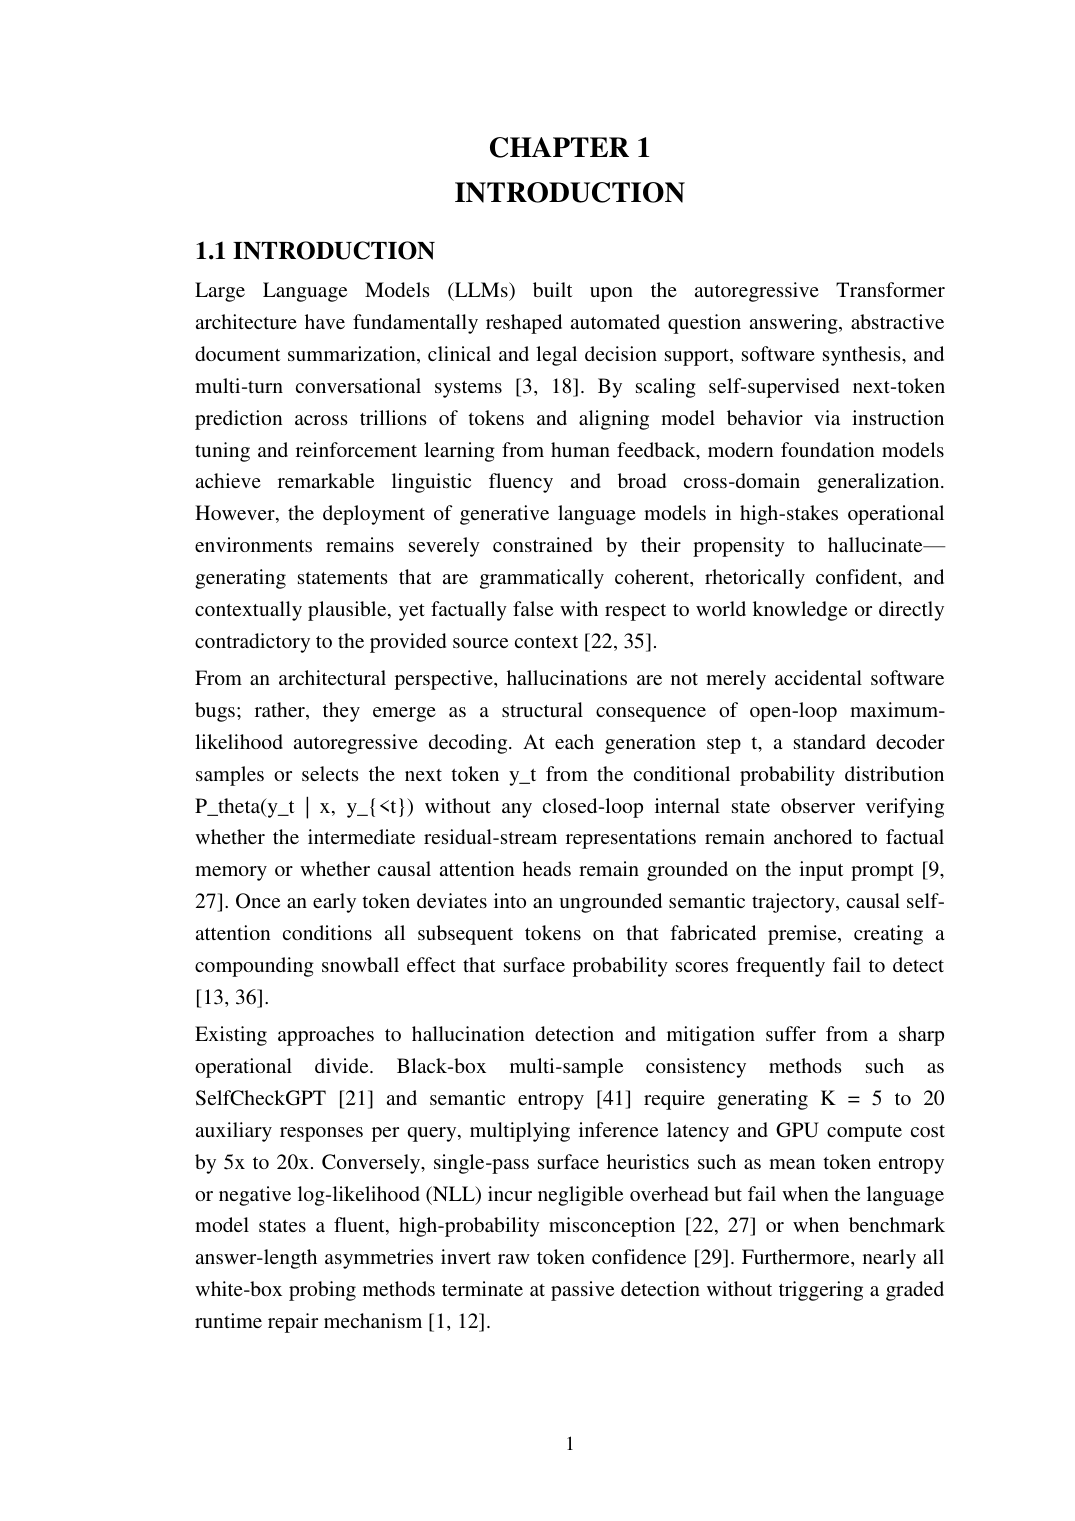 CHAPTER 1
INTRODUCTION
1.1 INTRODUCTION
Large Language Models (LLMs) built upon the autoregressive Transformer
architecture have fundamentally reshaped automated question answering, abstractive
document summarization, clinical and legal decision support, software synthesis, and
multi-turn conversational systems [3, 18]. By scaling self-supervised next-token
prediction across trillions of tokens and aligning model behavior via instruction
tuning and reinforcement learning from human feedback, modern foundation models
achieve remarkable linguistic fluency and broad cross-domain generalization.
However, the deployment of generative language models in high-stakes operational
environments remains severely constrained by their propensity to hallucinate—
generating statements that are grammatically coherent, rhetorically confident, and
contextually plausible, yet factually false with respect to world knowledge or directly
contradictory to the provided source context [22, 35].
From an architectural perspective, hallucinations are not merely accidental software
bugs; rather, they emerge as a structural consequence of open-loop maximum-
likelihood autoregressive decoding. At each generation step t, a standard decoder
samples or selects the next token y_t from the conditional probability distribution
P_theta(y_t | x, y_{<t}) without any closed-loop internal state observer verifying
whether the intermediate residual-stream representations remain anchored to factual
memory or whether causal attention heads remain grounded on the input prompt [9,
27]. Once an early token deviates into an ungrounded semantic trajectory, causal self-
attention conditions all subsequent tokens on that fabricated premise, creating a
compounding snowball effect that surface probability scores frequently fail to detect
[13, 36].
Existing approaches to hallucination detection and mitigation suffer from a sharp
operational divide. Black-box multi-sample consistency methods such as
SelfCheckGPT [21] and semantic entropy [41] require generating K = 5 to 20
auxiliary responses per query, multiplying inference latency and GPU compute cost
by 5x to 20x. Conversely, single-pass surface heuristics such as mean token entropy
or negative log-likelihood (NLL) incur negligible overhead but fail when the language
model states a fluent, high-probability misconception [22, 27] or when benchmark
answer-length asymmetries invert raw token confidence [29]. Furthermore, nearly all
white-box probing methods terminate at passive detection without triggering a graded
runtime repair mechanism [1, 12].
1